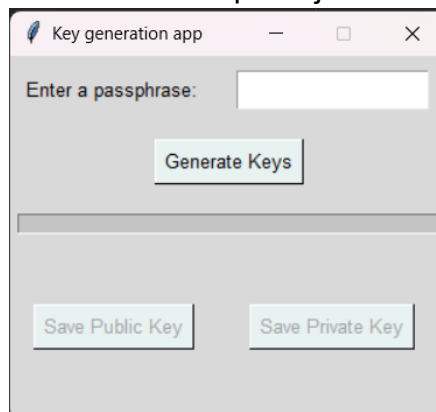 Key generation app
Enter a passphrase:
Generate Keys
Save Public Key
Save Private Key